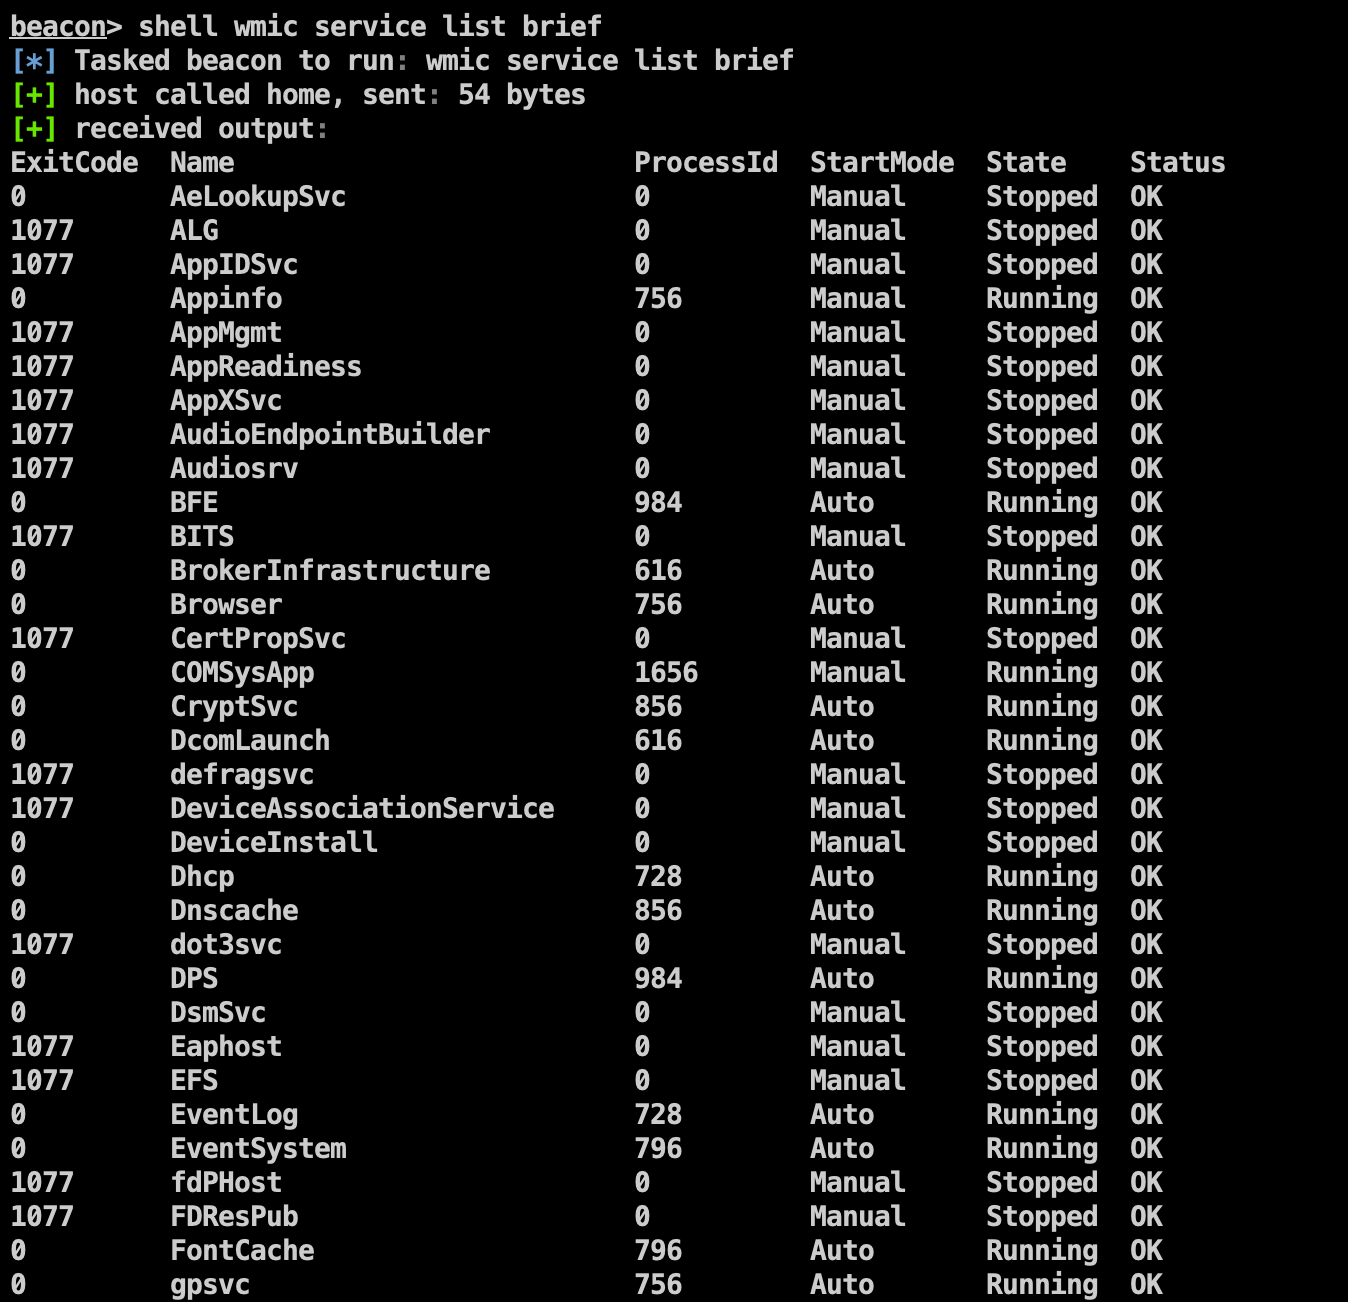 beacon> shell wmic service list brief
[*] Tasked beacon to run: wmic service list brief
[+] host called home, sent: 54 bytes
[+] received output:
ExitCode  Name                         ProcessId  StartMode  State    Status
0         AeLookupSvc                  0          Manual     Stopped  OK
1077      ALG                          0          Manual     Stopped  OK
1077      AppIDSvc                     0          Manual     Stopped  OK
0         Appinfo                      756        Manual     Running  OK
1077      AppMgmt                      0          Manual     Stopped  OK
1077      AppReadiness                 0          Manual     Stopped  OK
1077      AppXSvc                      0          Manual     Stopped  OK
1077      AudioEndpointBuilder         0          Manual     Stopped  OK
1077      Audiosrv                     0          Manual     Stopped  OK
0         BFE                          984        Auto       Running  OK
1077      BITS                         0          Manual     Stopped  OK
0         BrokerInfrastructure         616        Auto       Running  OK
0         Browser                      756        Auto       Running  OK
1077      CertPropSvc                  0          Manual     Stopped  OK
0         COMSysApp                    1656       Manual     Running  OK
0         CryptSvc                     856        Auto       Running  OK
0         DcomLaunch                   616        Auto       Running  OK
1077      defragsvc                    0          Manual     Stopped  OK
1077      DeviceAssociationService     0          Manual     Stopped  OK
0         DeviceInstall                0          Manual     Stopped  OK
0         Dhcp                         728        Auto       Running  OK
0         Dnscache                     856        Auto       Running  OK
1077      dot3svc                      0          Manual     Stopped  OK
0         DPS                          984        Auto       Running  OK
0         DsmSvc                       0          Manual     Stopped  OK
1077      Eaphost                      0          Manual     Stopped  OK
1077      EFS                          0          Manual     Stopped  OK
0         EventLog                     728        Auto       Running  OK
0         EventSystem                  796        Auto       Running  OK
1077      fdPHost                      0          Manual     Stopped  OK
1077      FDResPub                     0          Manual     Stopped  OK
0         FontCache                    796        Auto       Running  OK
0         gpsvc                        756        Auto       Running  OK